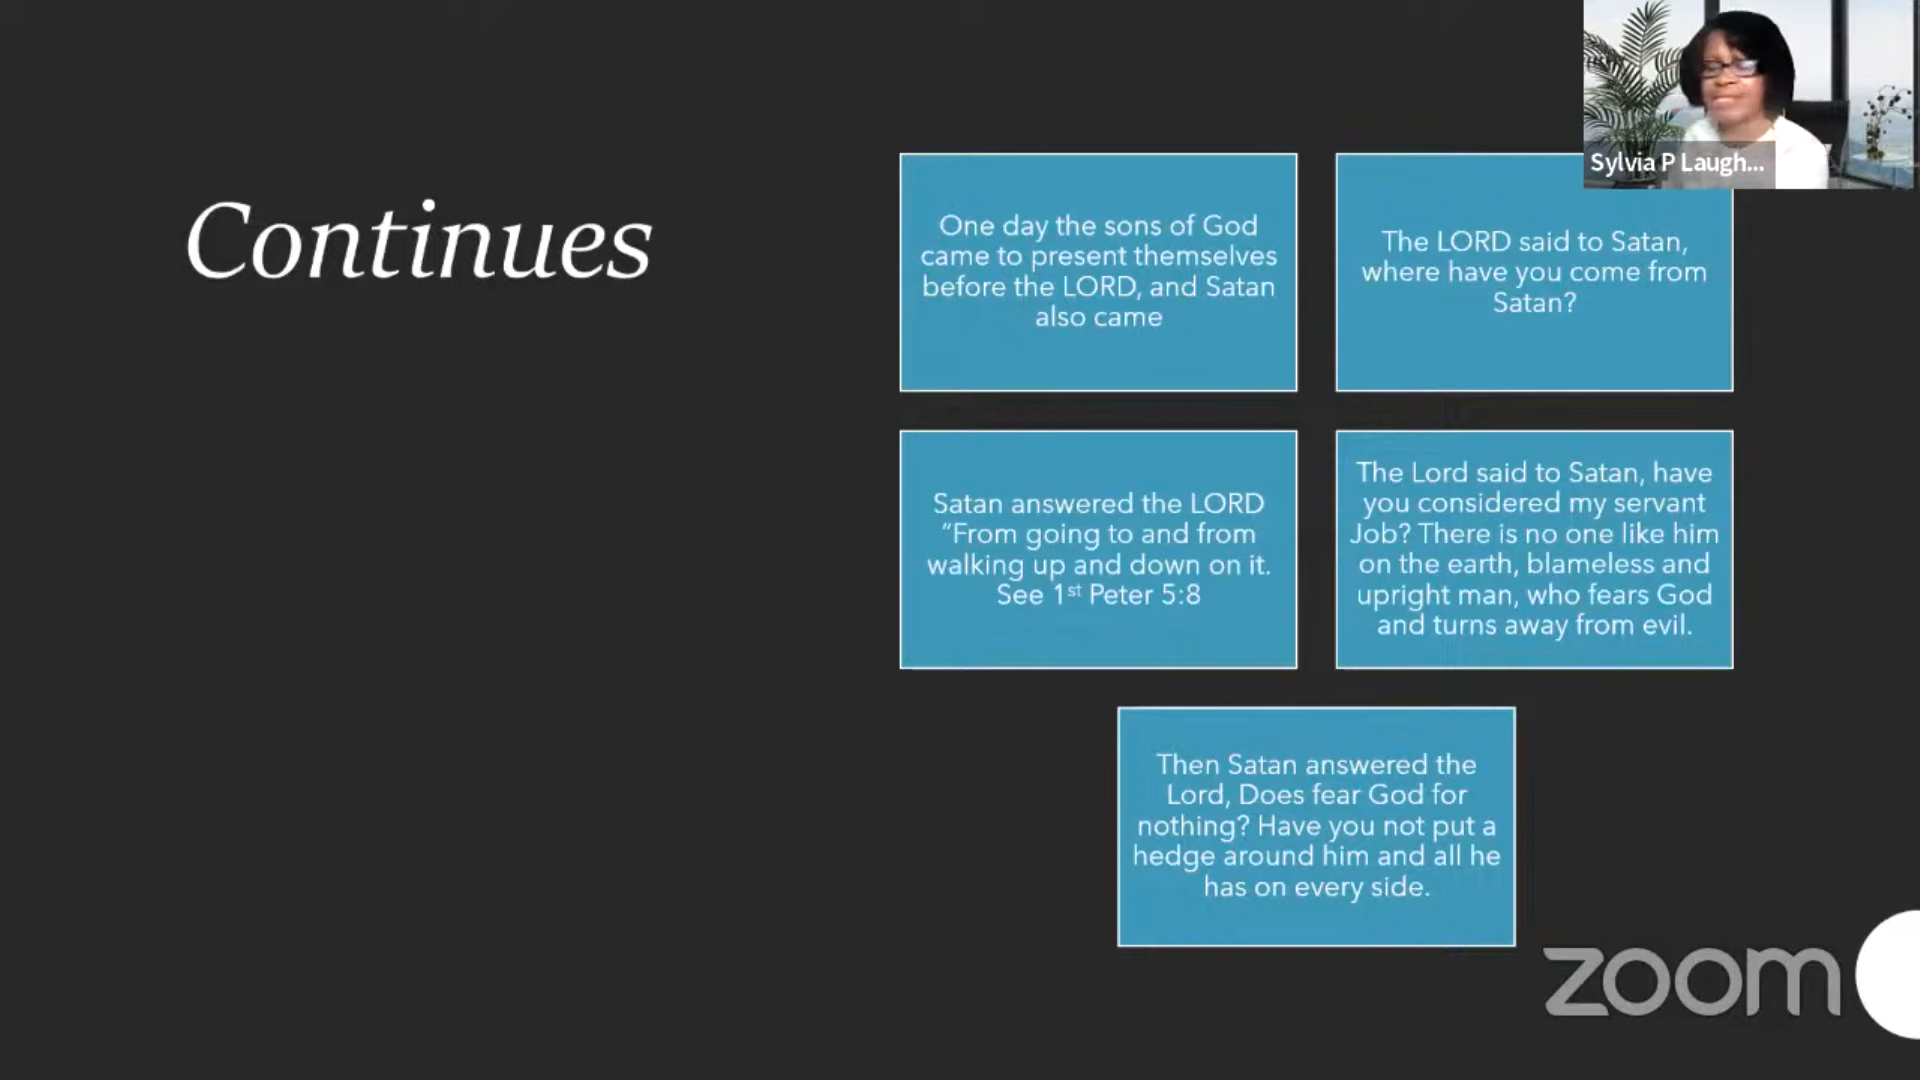 Continues
One day the sons of God
came to present themselves
before the LORD, and Satan
also came
The LORD said to Satan,
where have you come from
Satan?
Satan answered the LORD
“From going to and from
walking up and down on it.
See 1st Peter 5:8
The Lord said to Satan, have
you considered my servant
Job? There is no one like him
on the earth, blameless and
upright man, who fears God
and turns away from evil.
Then Satan answered the
Lord, Does fear God for
nothing? Have you not put a
hedge around him and all he
has on every side.
Sylvia P Laugh...
zoom